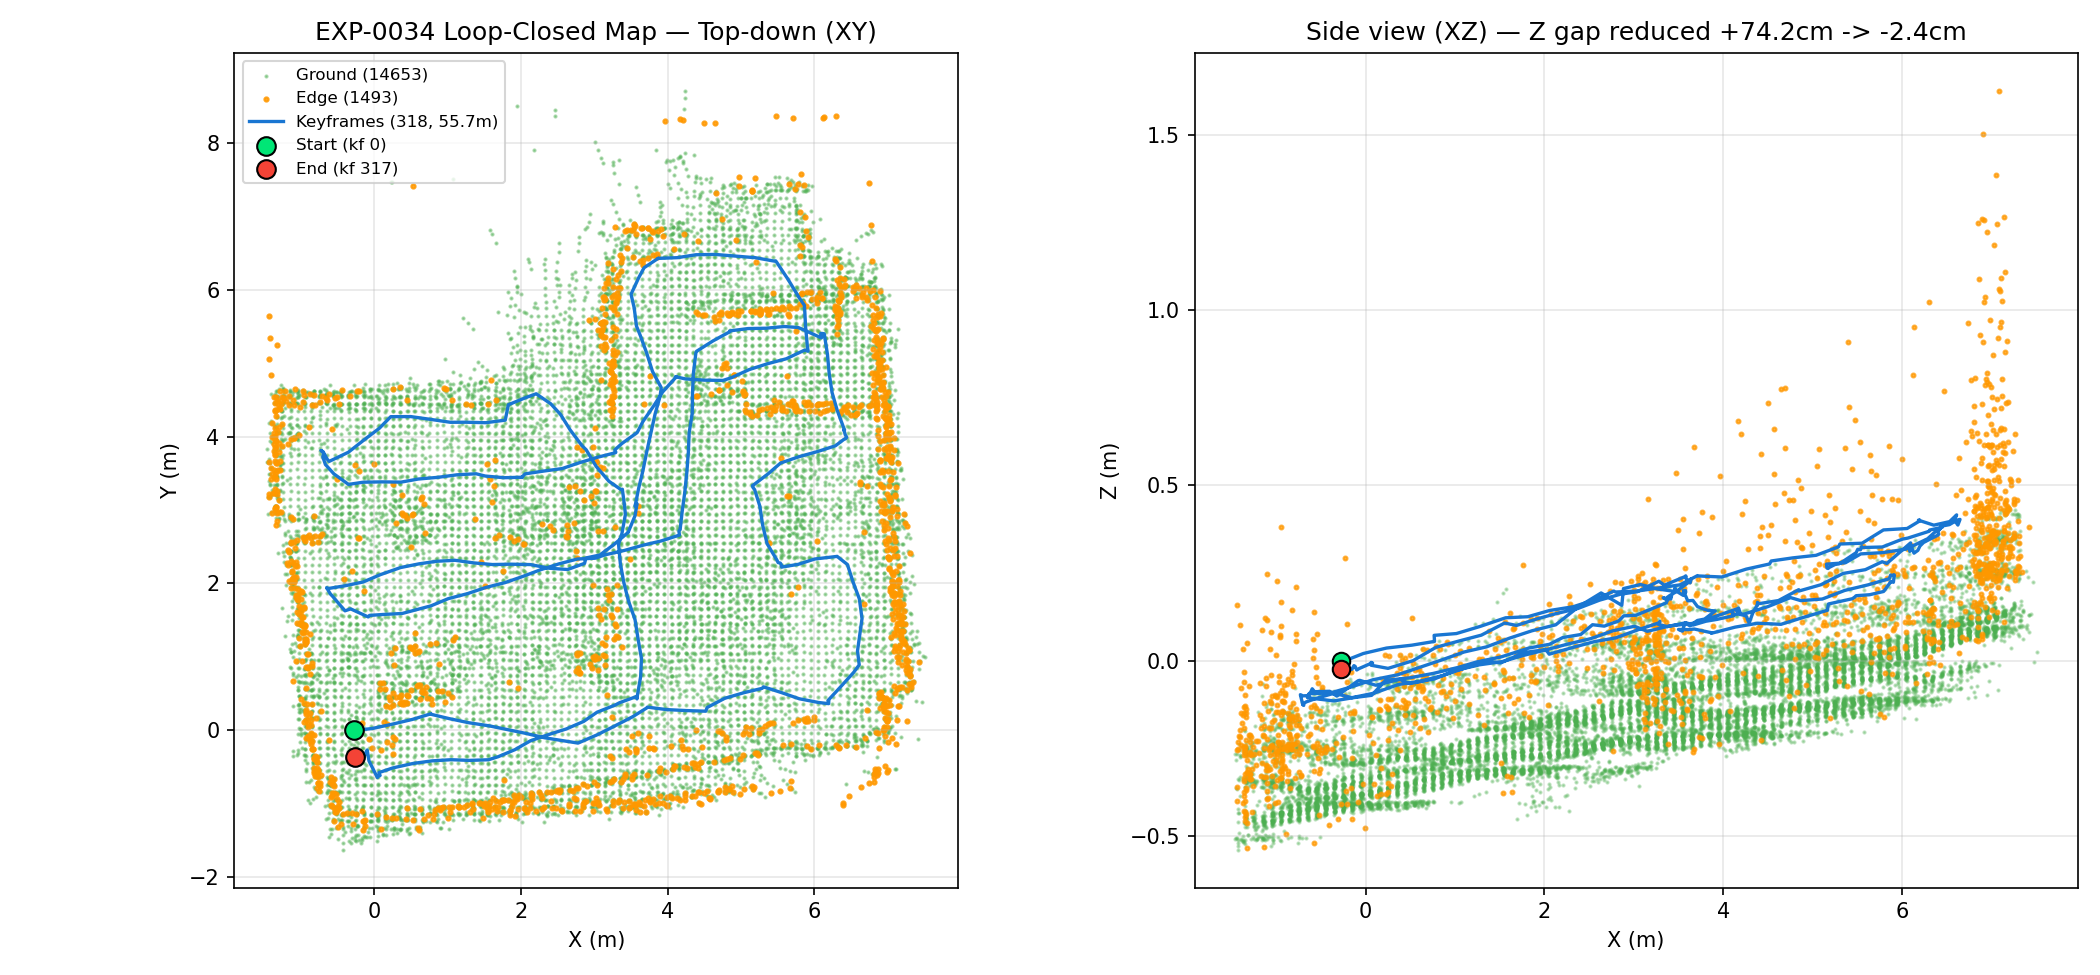 EXP-0034 Loop-Closed Map — Top-down (XY)
Ground (14653)
Edge (1493)
Keyframes (318, 55.7m)
Start (kf 0)
End (kf 317)
8
6
4
2
0
−2
Y (m)
0 2 4 6
X (m)
Side view (XZ) — Z gap reduced +74.2cm -> -2.4cm
1.5
1.0
0.5
0.0
−0.5
Z (m)
0 2 4 6
X (m)